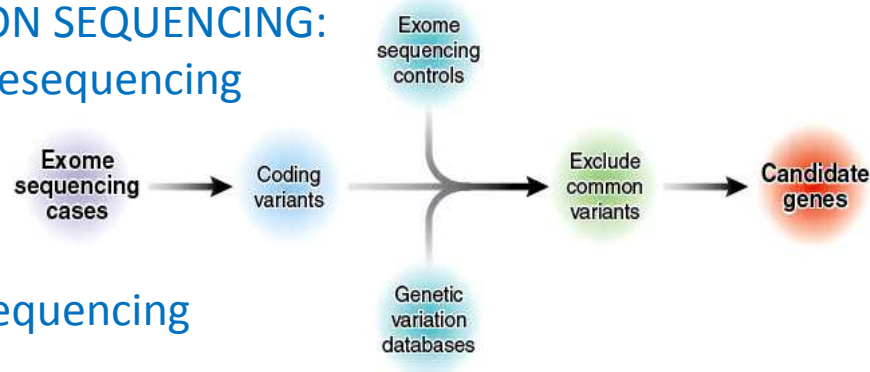 ON SEQUENCING:
esequencing
Exome
sequencing
controls
Exome
sequencing
cases
Coding
variants
Exclude
common
variants
Candidate
genes
equencing
Genetic
variation
databases